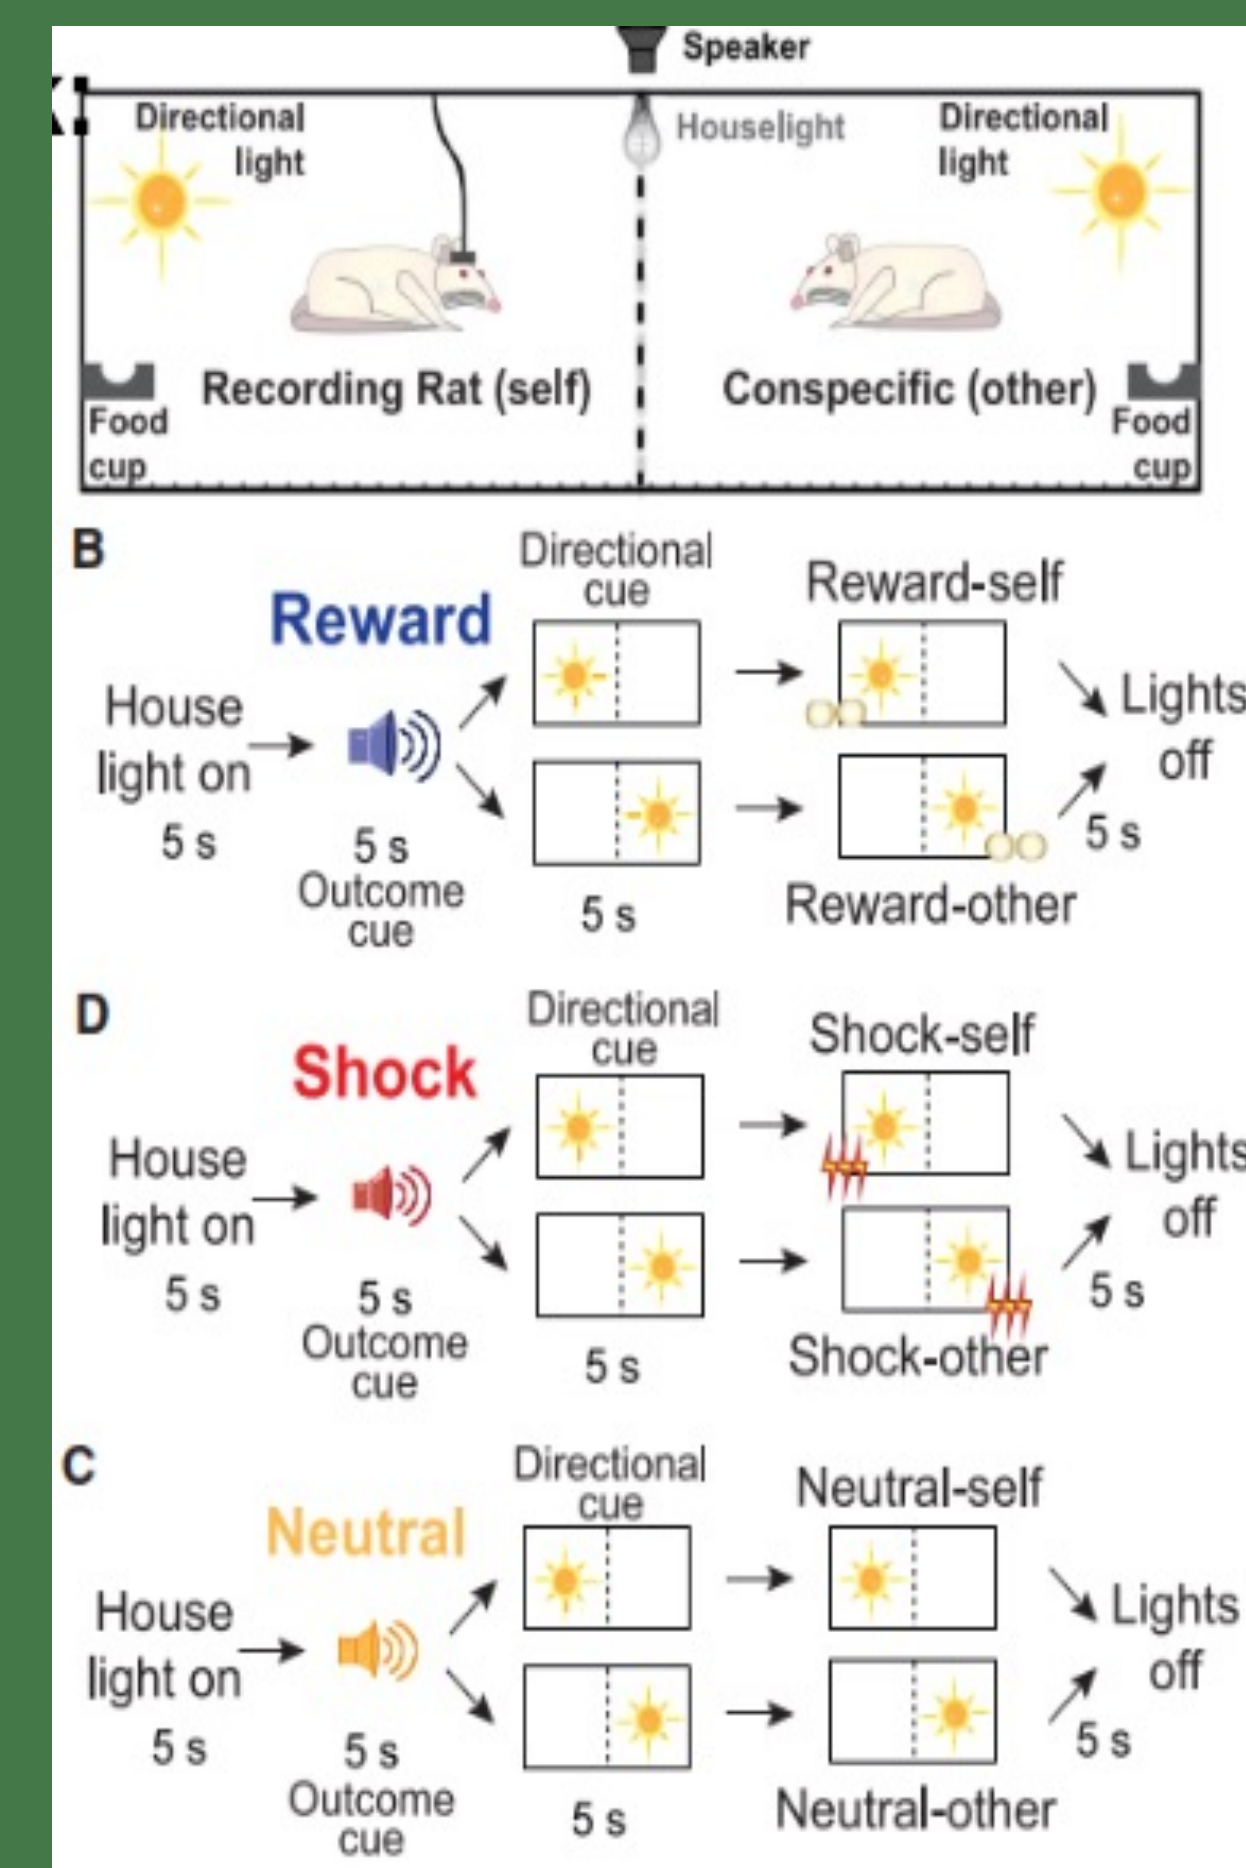 Speaker
Directional
light
Houselight
Directional
light
Recording Rat (self)
Conspecific (other)
Food
cup
Food
cup
B
Reward
Directional
cue
Reward-self
House
light on
5 s
5 s
Outcome
cue
5 s
Reward-other
Lights
off
5 s
D
Shock
Directional
cue
Shock-self
House
light on
5 s
5 s
Outcome
cue
5 s
Shock-other
Lights
off
5 s
C
Neutral
Directional
cue
Neutral-self
House
light on
5 s
5 s
Outcome
cue
5 s
Neutral-other
Lights
off
5 s